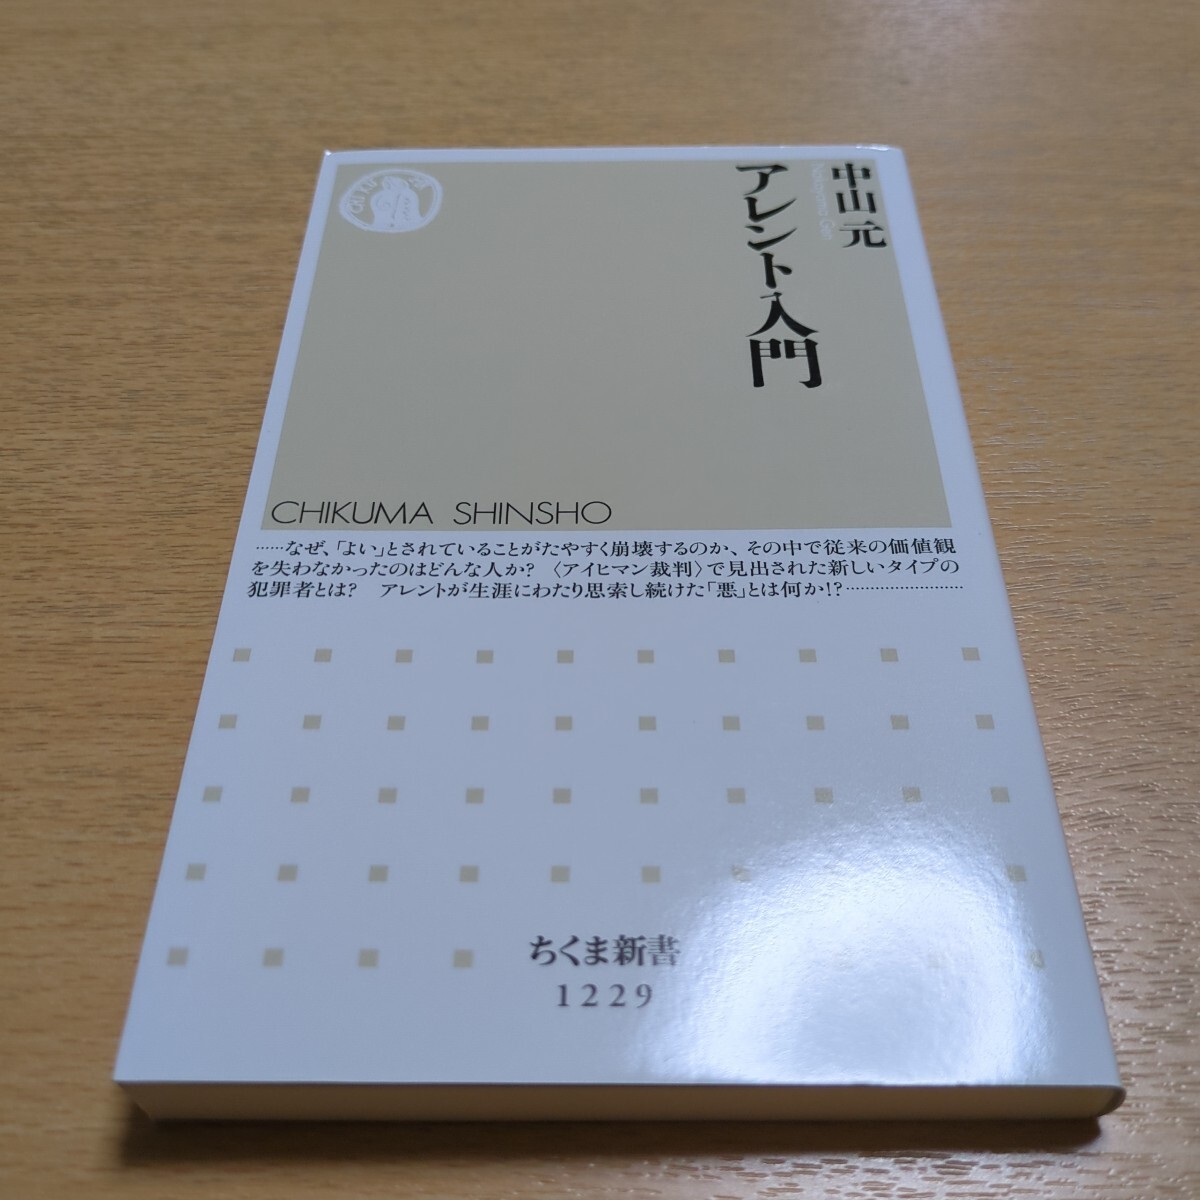 中山 元
Nakayama Gen
アレント入門
CHIKUMA SHINSHO
……なぜ、「よい」とされていることがたやすく崩壊するのか、その中で従来の価値観
を失わなかったのはどんな人か？〈アイヒマン裁判〉で見出された新しいタイプの
犯罪者とは？　アレントが生涯にわたり思索し続けた「悪」とは何か!?……………………
ちくま新書
1229